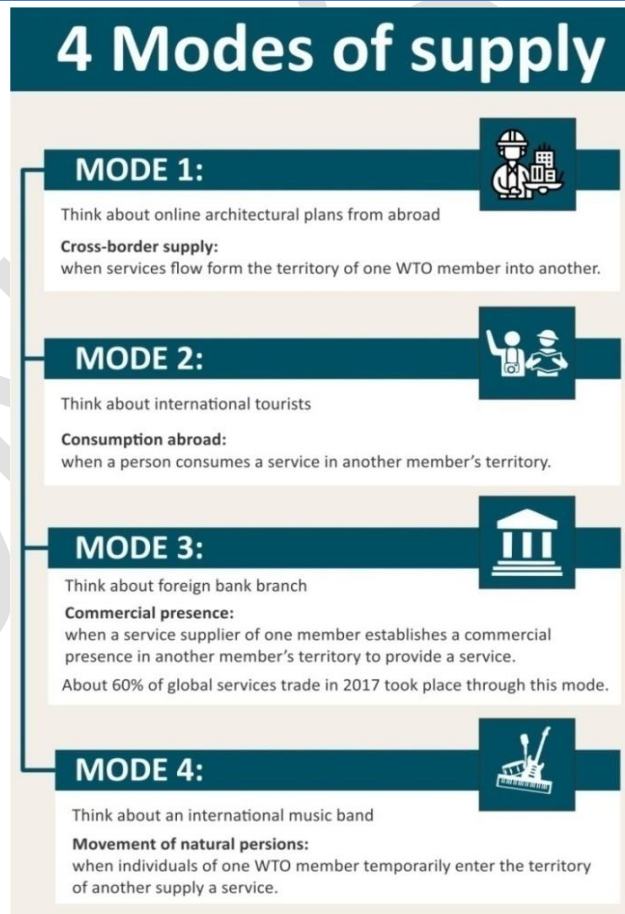 4 Modes of supply
MODE 1:
Think about online architectural plans from abroad
Cross-border supply:
when services flow form the territory of one WTO member into another.
MODE 2:
Think about international tourists
Consumption abroad:
when a person consumes a service in another member's territory.
MODE 3:
Think about foreign bank branch
Commercial presence:
when a service supplier of one member establishes a commercial
presence in another member's territory to provide a service.
About 60% of global services trade in 2017 took place through this mode.
MODE 4:
Think about an international music band
Movement of natural persions:
when individuals of one WTO member temporarily enter the territory
of another supply a service.